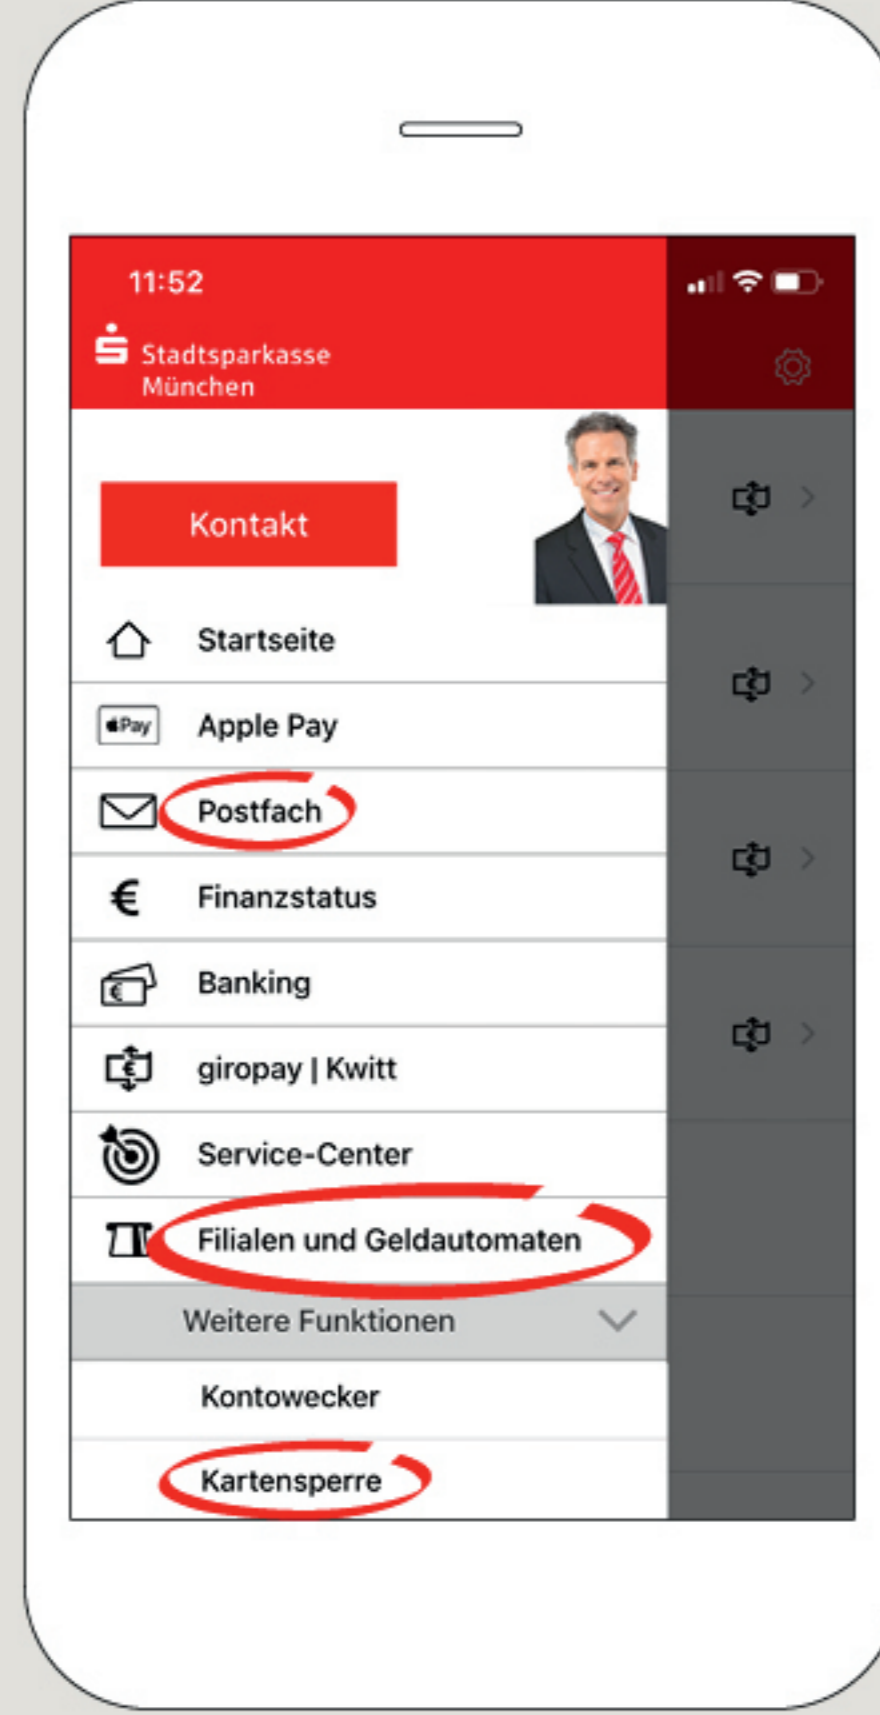 11:52
Stadtsparkasse
München
Kontakt
Startseite
Pay Apple Pay
Postfach
€ Finanzstatus
Banking
giropay | Kwitt
Service-Center
Filialen und Geldautomaten
Weitere Funktionen
Kontowecker
Kartensperre